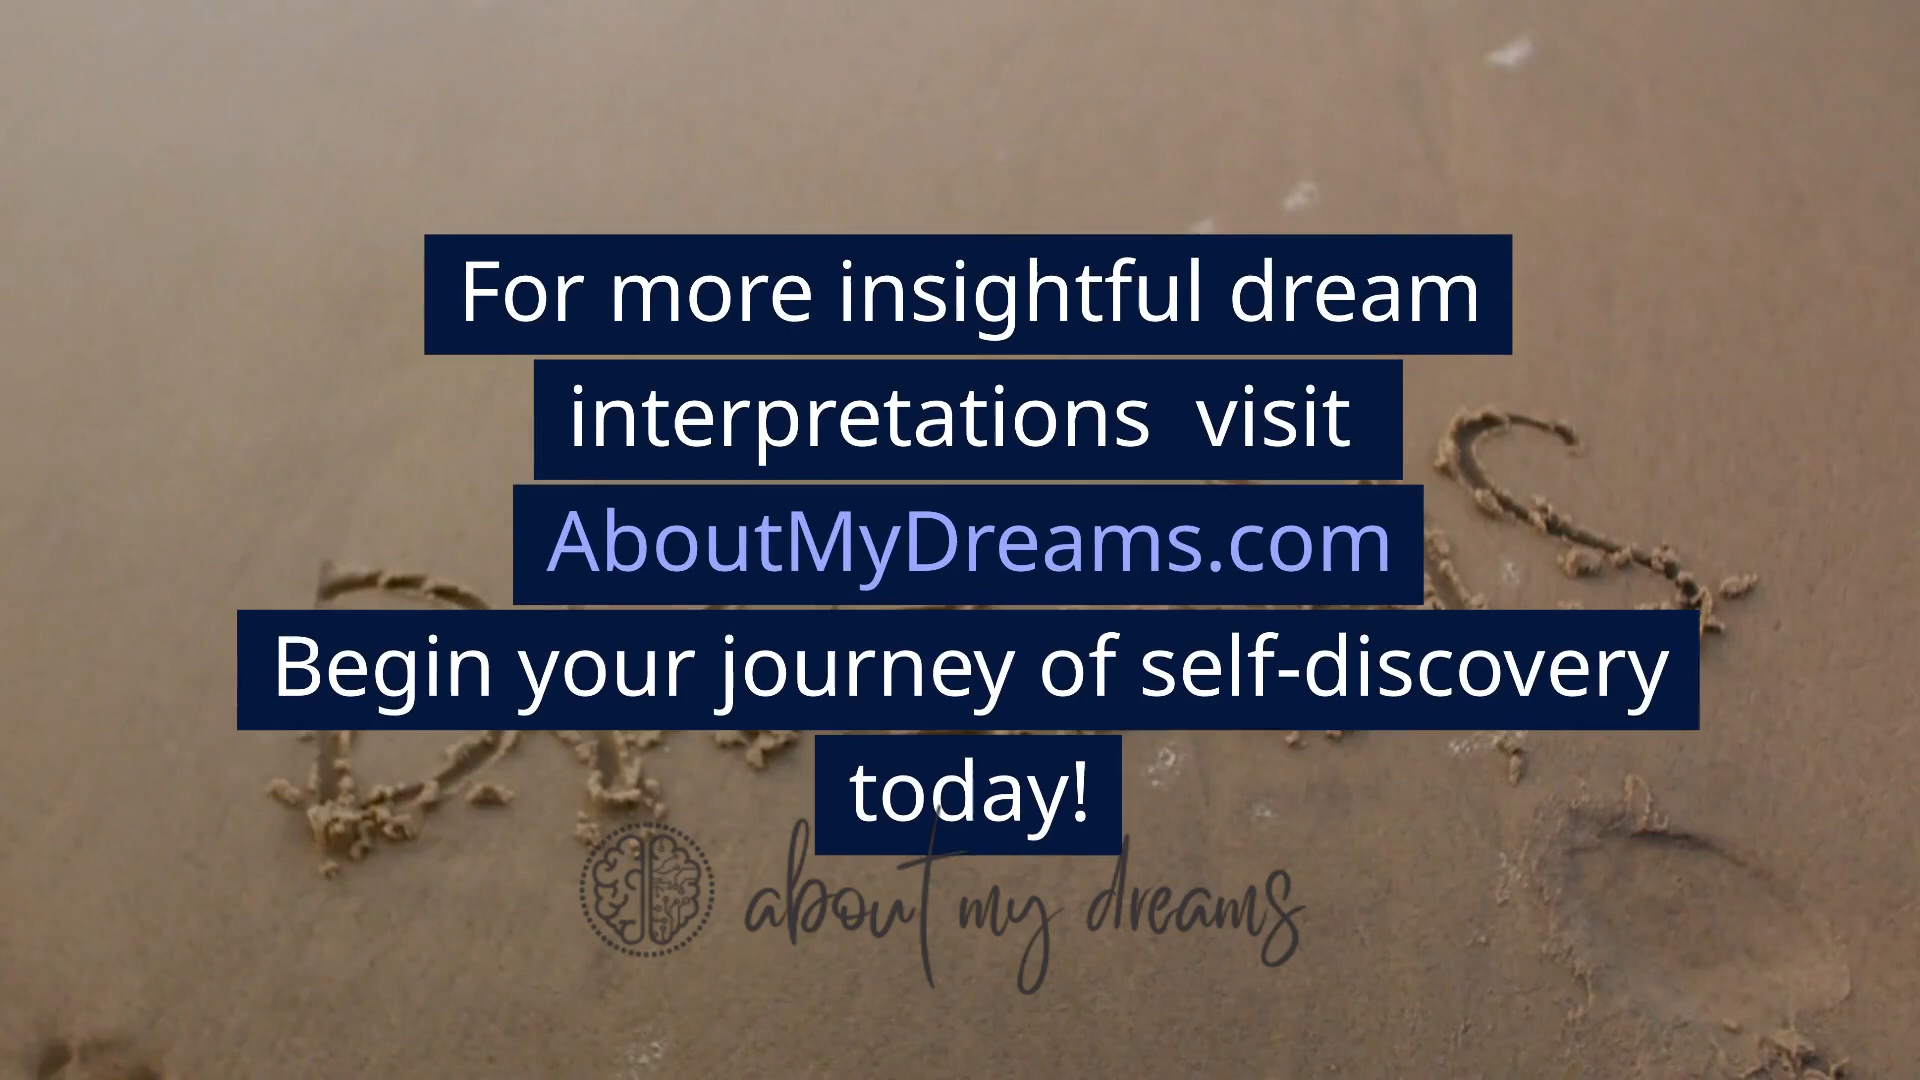 For more insightful dream
interpretations  visit
AboutMyDreams.com
Begin your journey of self-discovery
today!
about my dreams